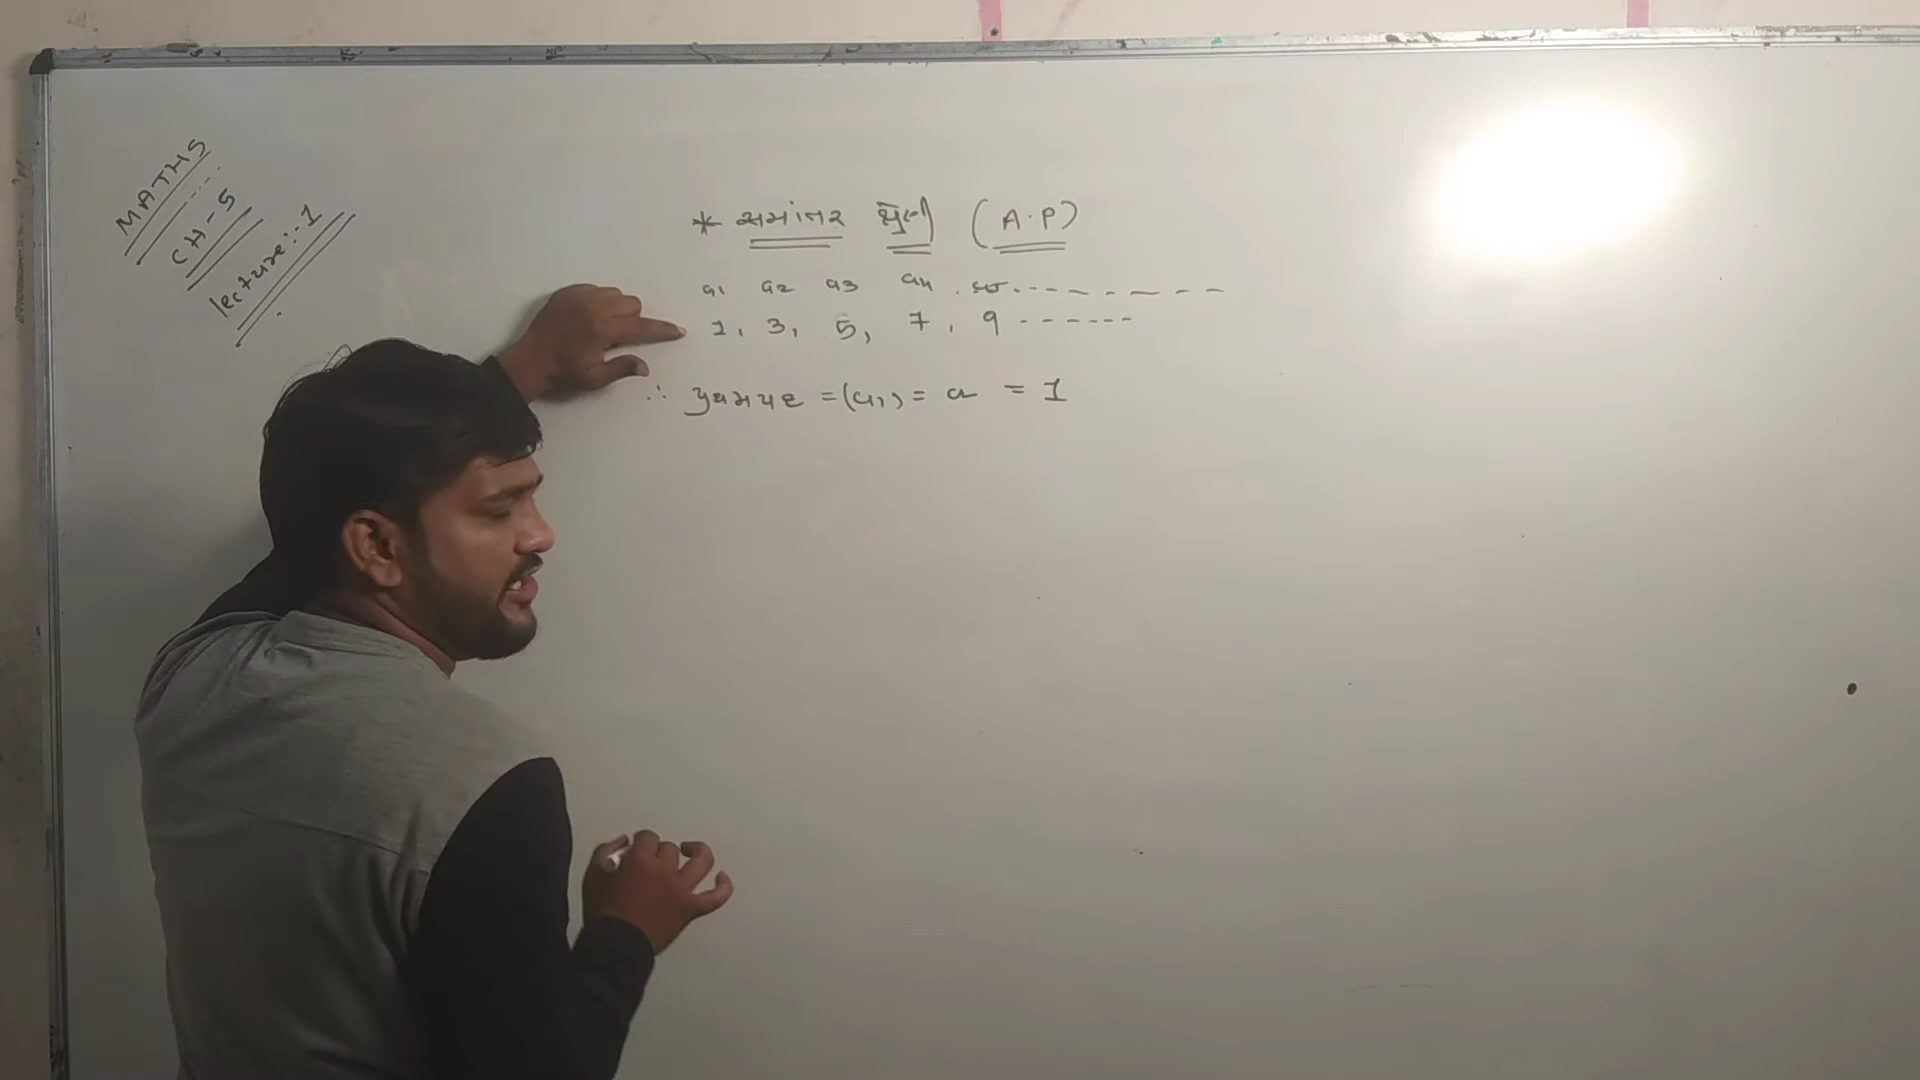 MATHS
CH-5
lecture:-1
* સમાંતર શ્રેણી (A.P)
a1 a2 a3 a4 . a5 . - - - - - - -
1, 3, 5, 7, 9 - - - - - -
∴ પ્રથમપદ = (a1) = a = 1